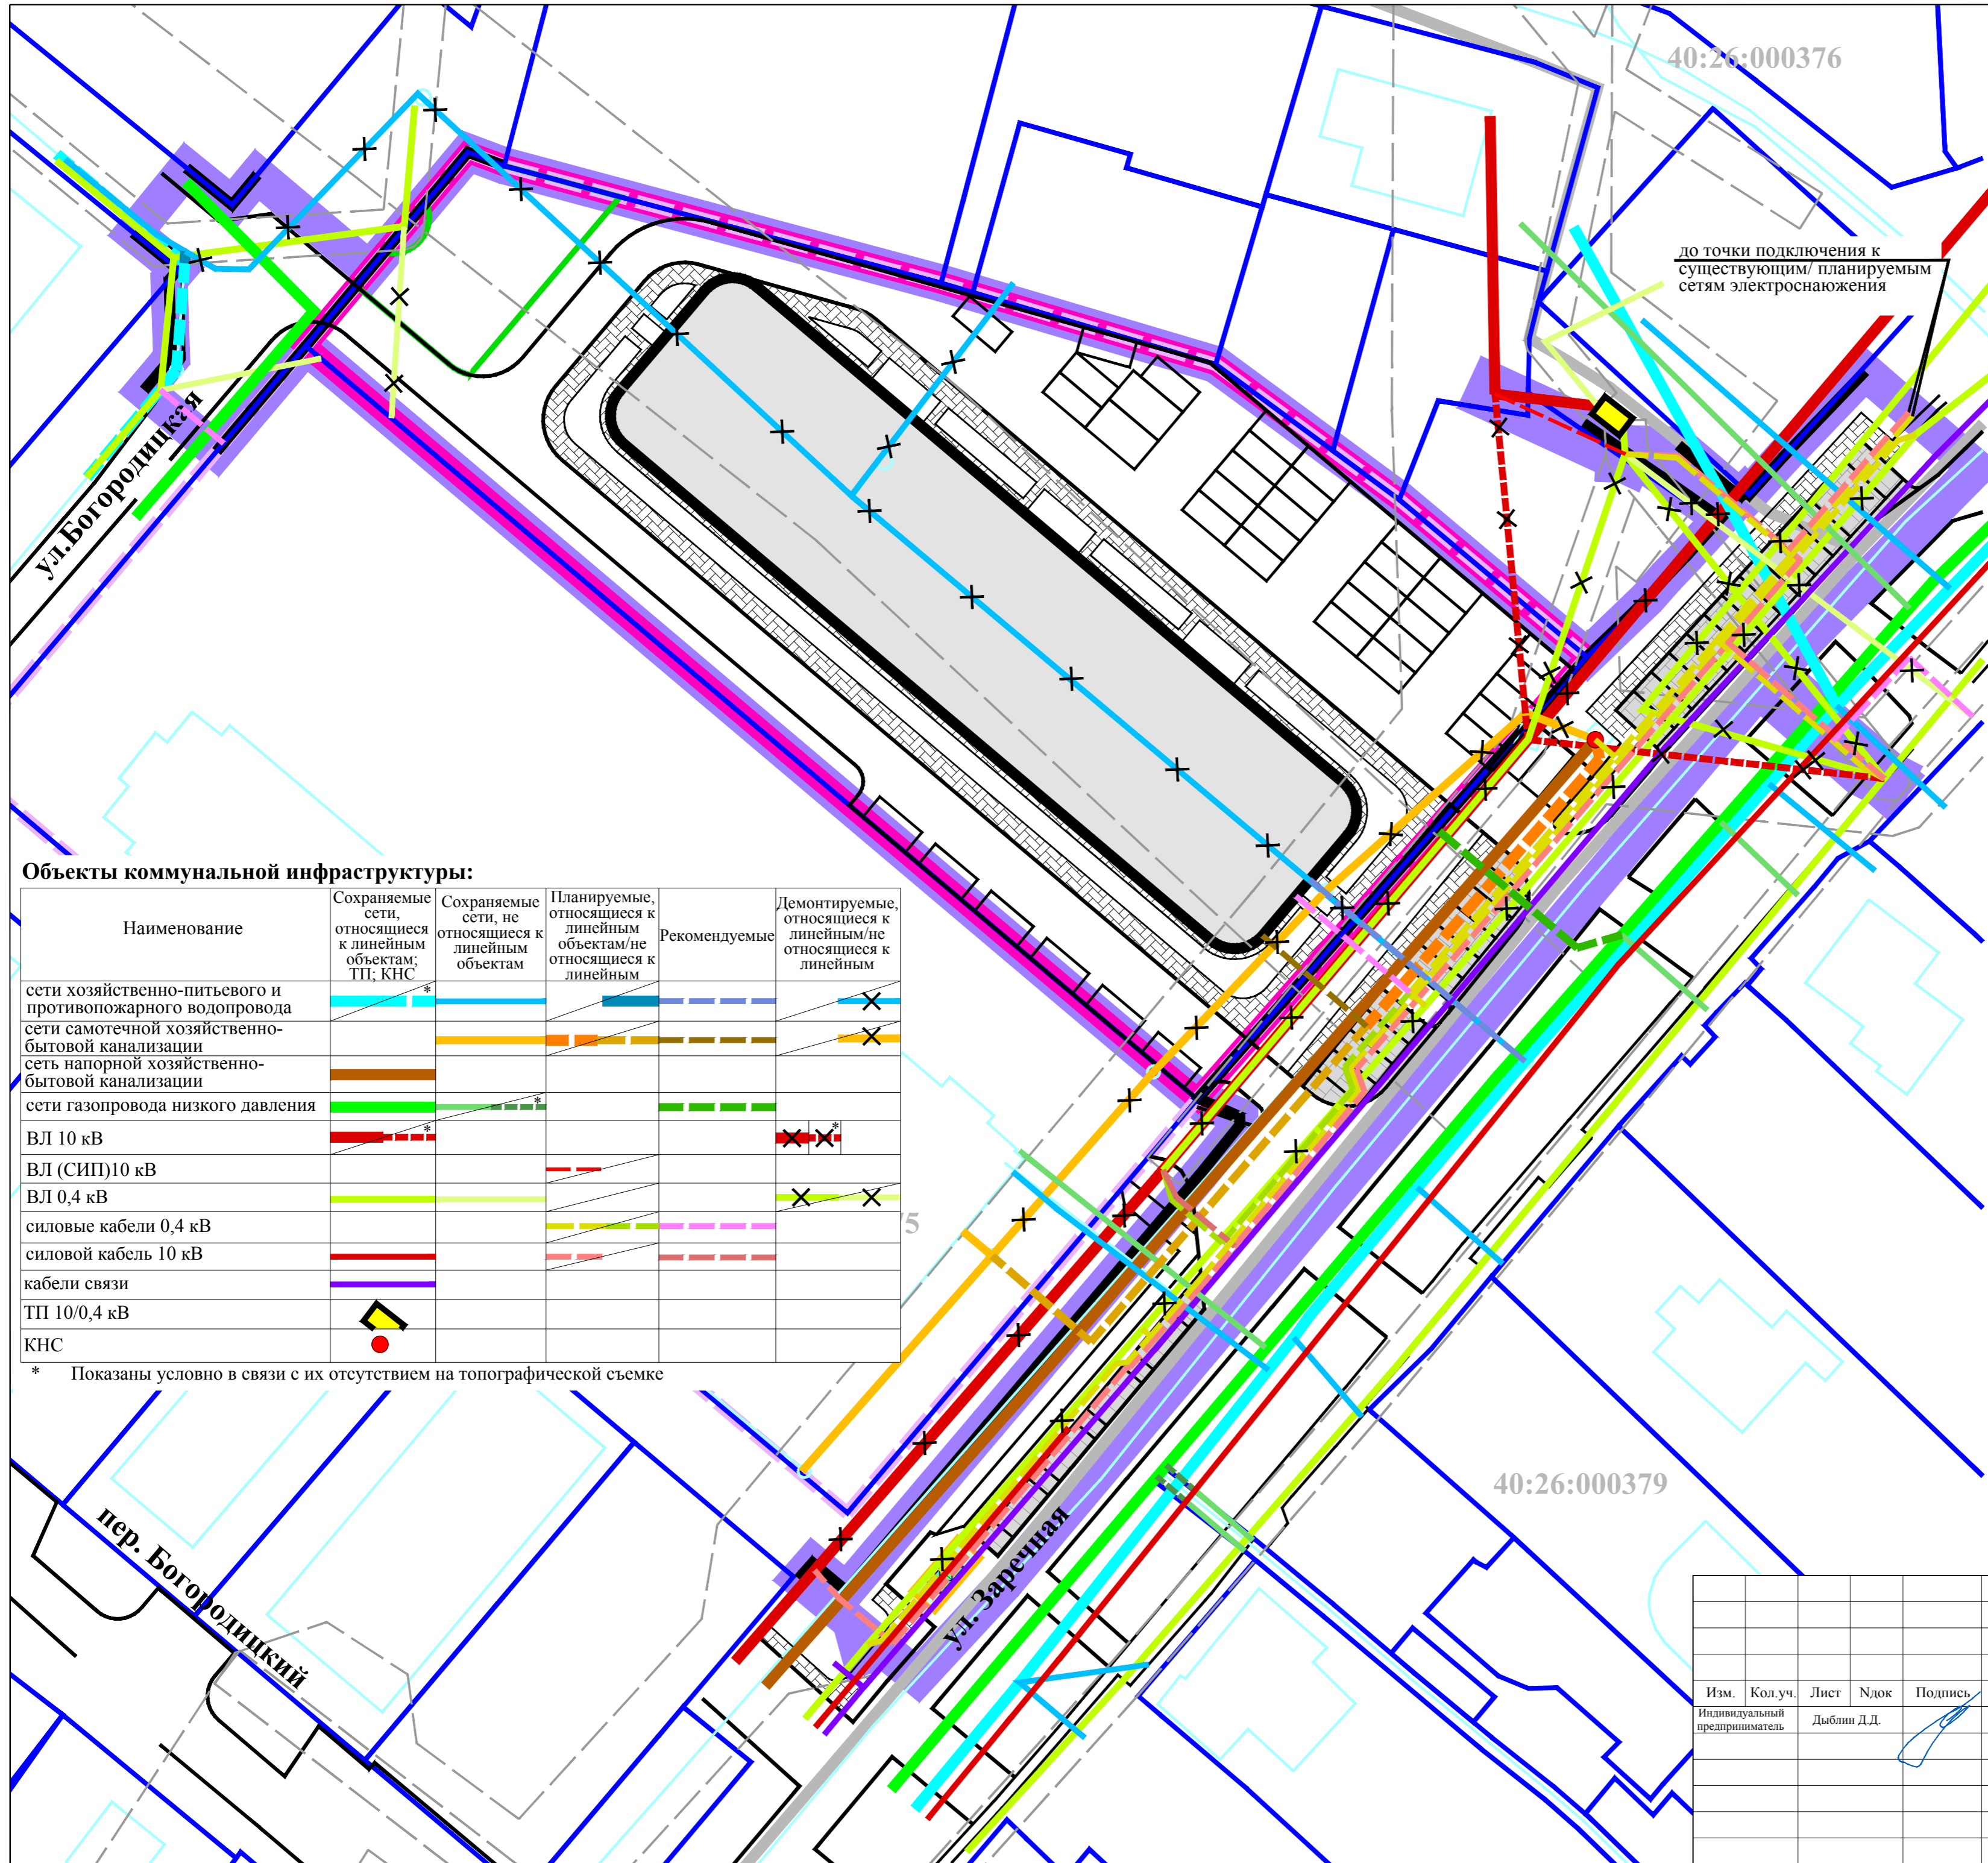 40:26:000376
до точки подключения к
существующим/ планируемым
сетям электроснаюжения
ул.Богородицкая
Объекты коммунальной инфраструктуры:
Наименование
Сохраняемые
сети,
относящиеся
к линейным
объектам;
ТП; КНС
Сохраняемые
сети, не
относящиеся к
линейным
объектам
Планируемые,
относящиеся к
линейным
объектам/не
относящиеся к
линейным
Рекомендуемые
Демонтируемые,
относящиеся к
линейным/не
относящиеся к
линейным
сети хозяйственно-питьевого и
противопожарного водопровода
*
сети самотечной хозяйственно-
бытовой канализации
сеть напорной хозяйственно-
бытовой канализации
сети газопровода низкого давления
*
ВЛ 10 кВ
*
*
ВЛ (СИП)10 кВ
ВЛ 0,4 кВ
силовые кабели 0,4 кВ
силовой кабель 10 кВ
кабели связи
ТП 10/0,4 кВ
КНС
* Показаны условно в связи с их отсутствием на топографической съемке
5
40:26:000379
пер. Богородицкий
ул. Заречная
Изм. Кол.уч. Лист Nдок Подпись
Индивидуальный
предприниматель
Дыблин Д.Д.